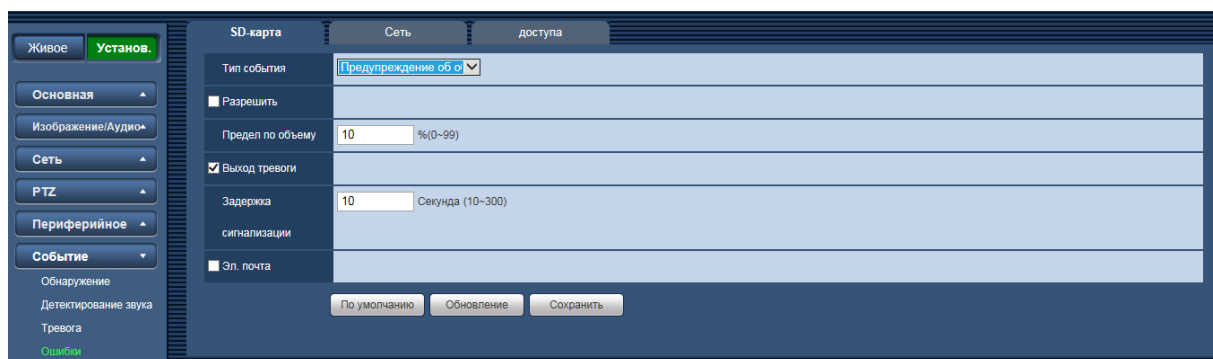 Живое
Установ.
Основная
Изображение/Аудио
Сеть
PTZ
Периферийное
Событие
Обнаружение
Детектирование звука
Тревога
Ошибки
SD-карта
Сеть
доступа
Тип события
Предупреждение об
Разрешить
Предел по объему
10
%(0~99)
Выход тревоги
Задержка
сигнализации
10
Секунда (10~300)
Эл. почта
По умолчанию
Обновление
Сохранить